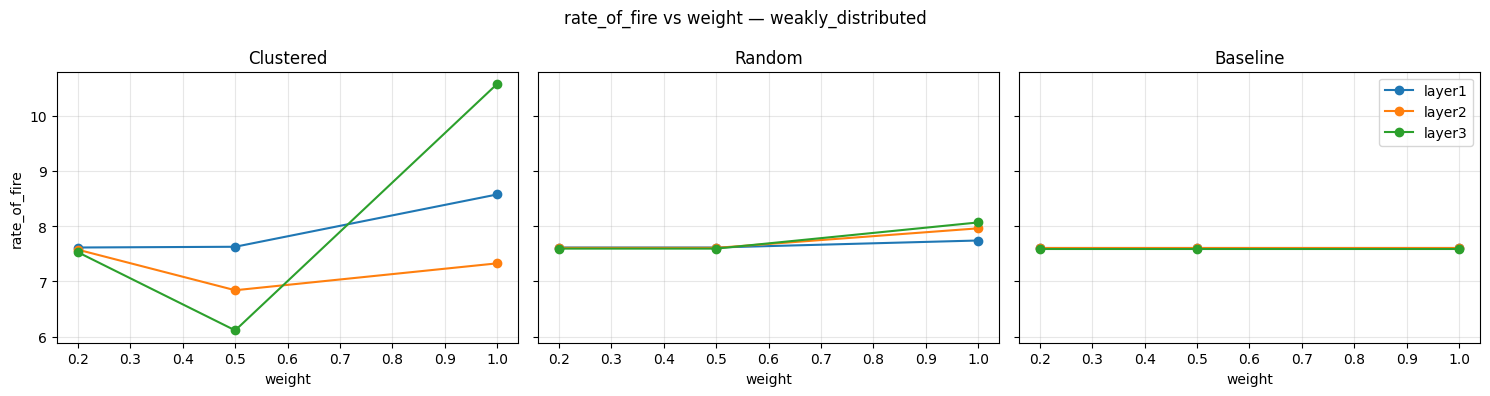 rate_of_fire vs weight — weakly_distributed
Clustered
rate_of_fire
10
9
8
7
6
0.2 0.3 0.4 0.5 0.6 0.7 0.8 0.9 1.0
weight
Random
0.2 0.3 0.4 0.5 0.6 0.7 0.8 0.9 1.0
weight
Baseline
layer1
layer2
layer3
0.2 0.3 0.4 0.5 0.6 0.7 0.8 0.9 1.0
weight